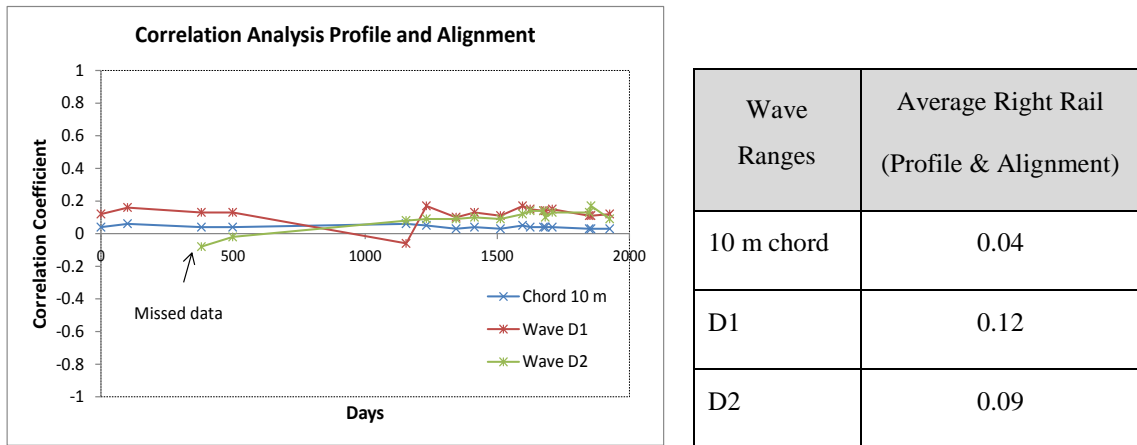 Correlation Analysis Profile and Alignment
Correlation Coefficient
1
0.8
0.6
0.4
0.2
0
-0.2
-0.4
-0.6
-0.8
-1
0 500 1000 1500 2000
Missed data
Chord 10 m
Wave D1
Wave D2
Days
Wave
Ranges
Average Right Rail
(Profile & Alignment)
10 m chord 0.04
D1 0.12
D2 0.09